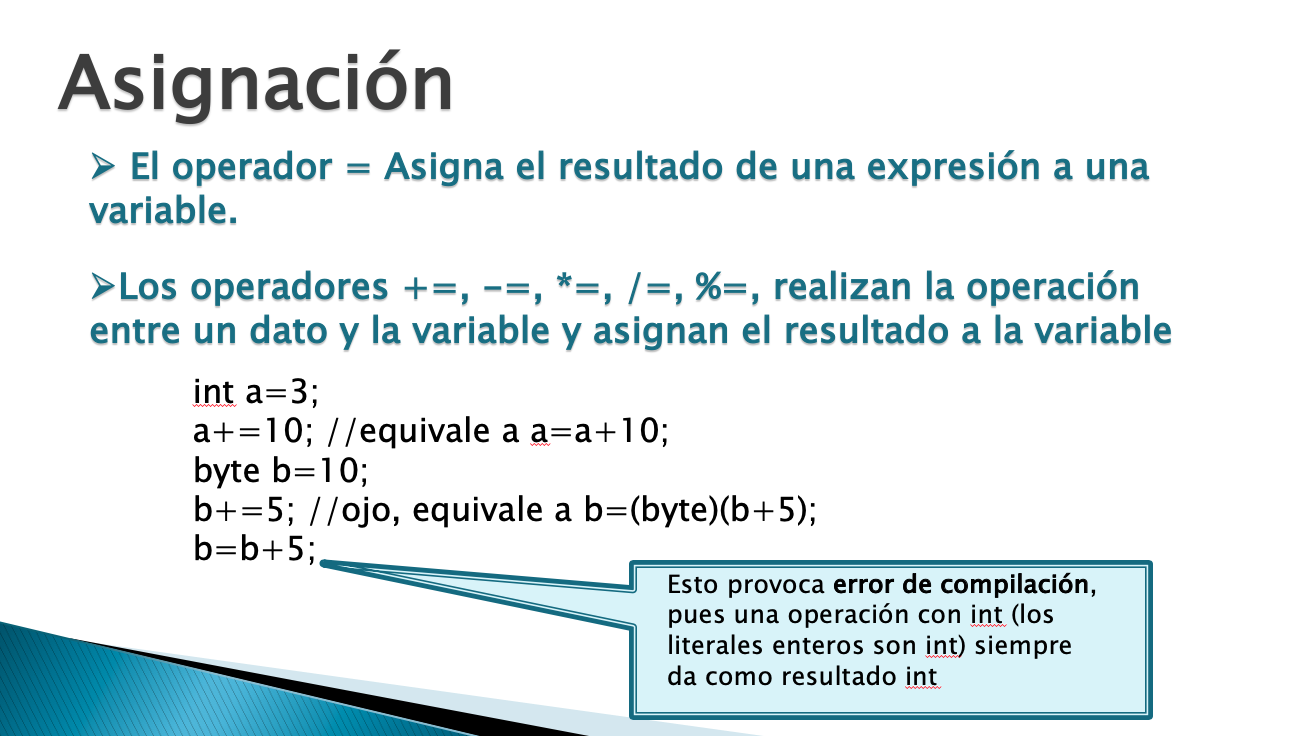 Asignación
➢ El operador = Asigna el resultado de una expresión a una
variable.
➢Los operadores +=, -=, *=, /=, %=, realizan la operación
entre un dato y la variable y asignan el resultado a la variable
int a=3;
a+=10; //equivale a a=a+10;
byte b=10;
b+=5; //ojo, equivale a b=(byte)(b+5);
b=b+5;
Esto provoca error de compilación,
pues una operación con int (los
literales enteros son int) siempre
da como resultado int